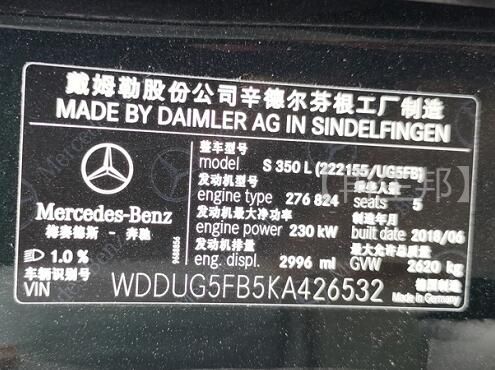 戴姆勒股份公司辛德尔芬根工厂制造
MADE BY DAIMLER AG IN SINDELFINGEN
整车型号
model S 350 L (222155/UG5FB)
发动机型号 乘坐人数
engine type 276 824 seats 5
发动机最大净功率 制造年月
engine power 230 kW built date 2018/06
发动机排量 最大允许总质量
eng. displ. 2996 ml GVW 2620 kg
Mercedes-Benz
梅赛德斯 - 奔驰
1.0 %
车辆识别号
VIN WDDUG5FB5KA426532
德国制造
Made in Germany